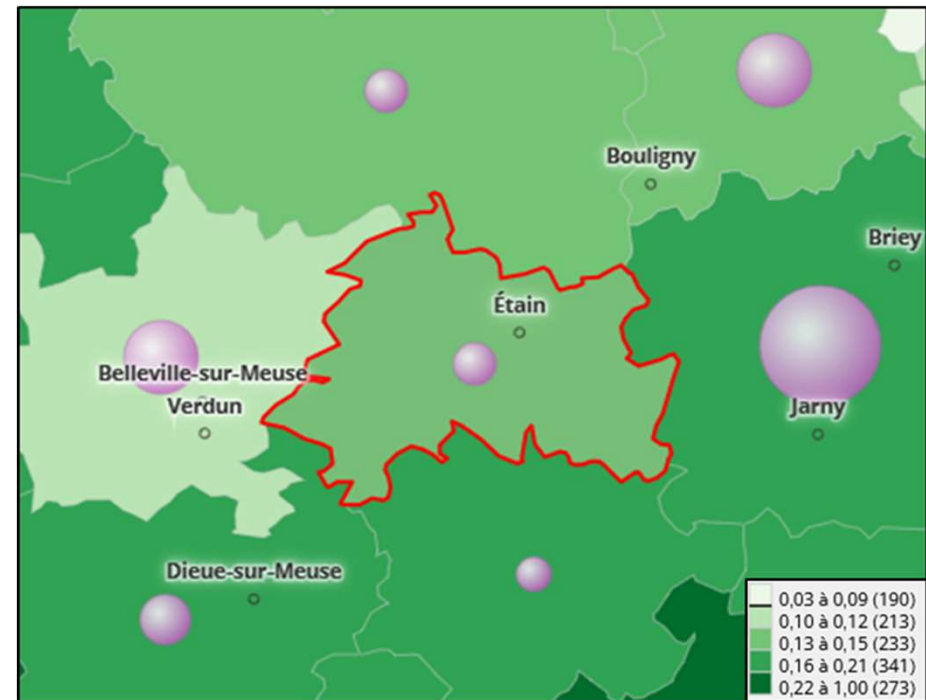 Bouligny
Briey
Étain
Belleville-sur-Meuse
Verdun
Jarny
Dieue-sur-Meuse
0,03 à 0,09 (190)
0,10 à 0,12 (213)
0,13 à 0,15 (233)
0,16 à 0,21 (341)
0,22 à 1,00 (273)